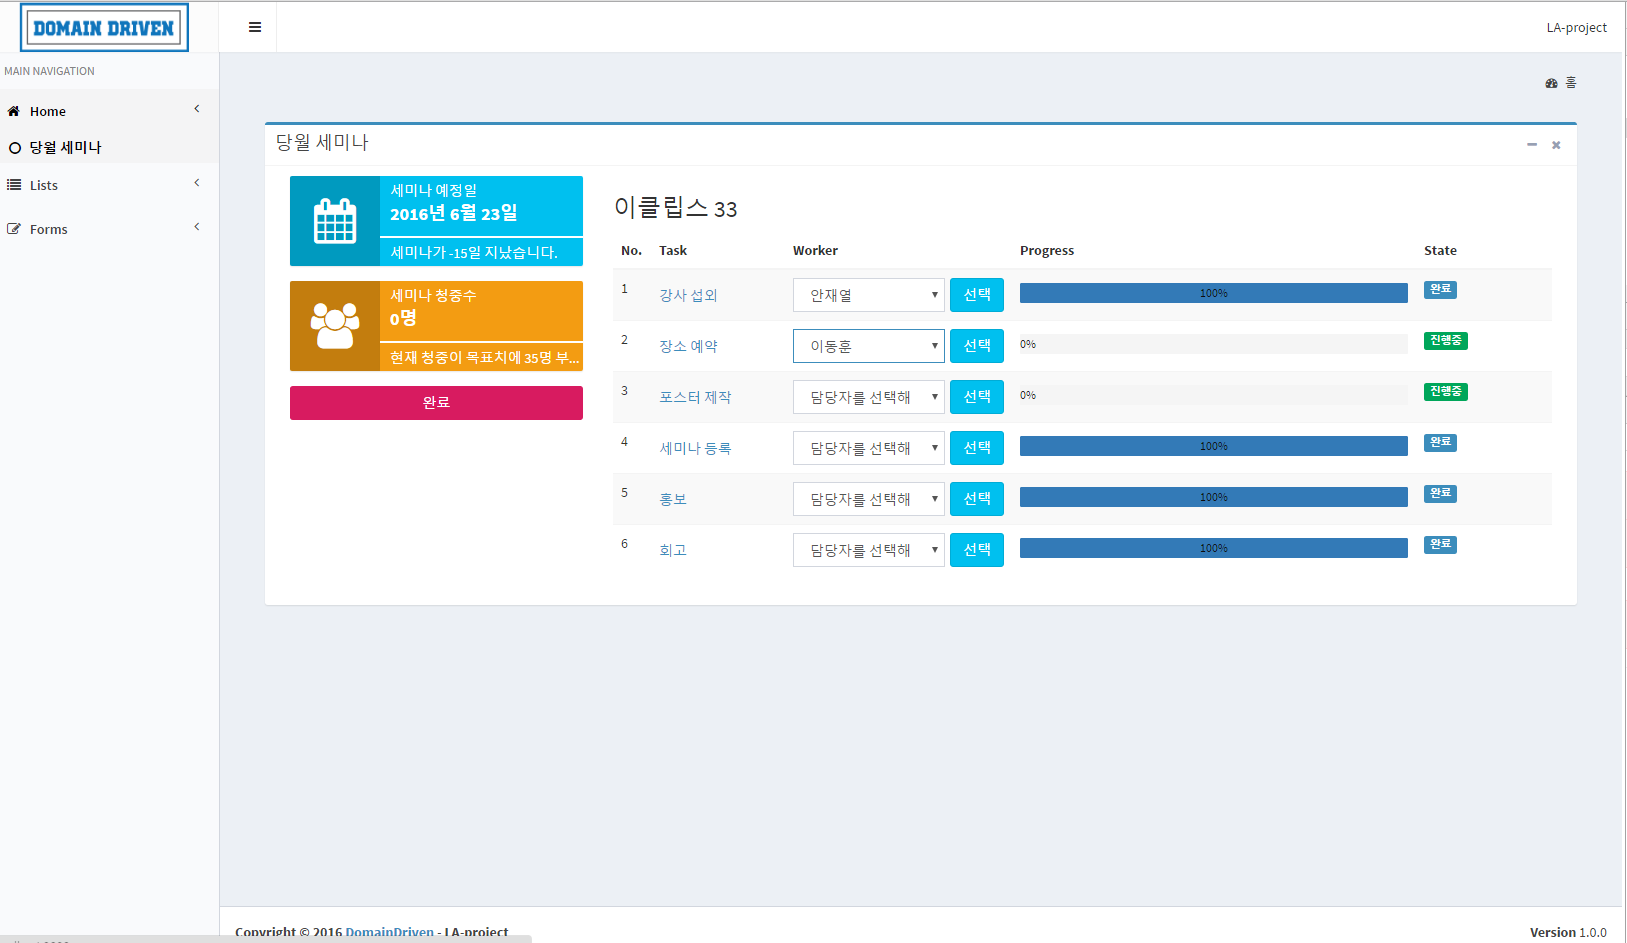 DOMAIN DRIVEN
LA-project
MAIN NAVIGATION
Home
당월 세미나
Lists
Forms
홈
당월 세미나
세미나 예정일
2016년 6월 23일
세미나가 -15일 지났습니다.
세미나 청중수
0명
현재 청중이 목표치에 35명 부...
완료
이클립스 33
No. Task Worker Progress State
1 강사 섭외 안재열 선택 100% 완료
2 장소 예약 이동훈 선택 0% 진행중
3 포스터 제작 담당자를 선택해 선택 0% 진행중
4 세미나 등록 담당자를 선택해 선택 100% 완료
5 홍보 담당자를 선택해 선택 100% 완료
6 회고 담당자를 선택해 선택 100% 완료
Copyright © 2016 DomainDriven - LA-project
Version 1.0.0